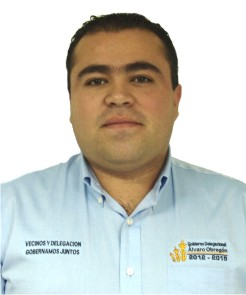 VECINOS Y DELEGACION
GOBERNAMOS JUNTOS
Gobierno Delegacional
Álvaro Obregón
2012 - 2015